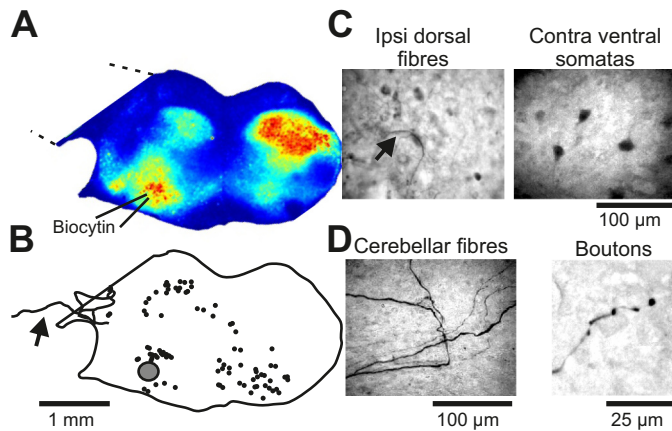 A
Biocytin
B
1 mm
C
Ipsi dorsal
fibres
Contra ventral
somatas
100 µm
D
Cerebellar fibres
Boutons
100 µm
25 µm